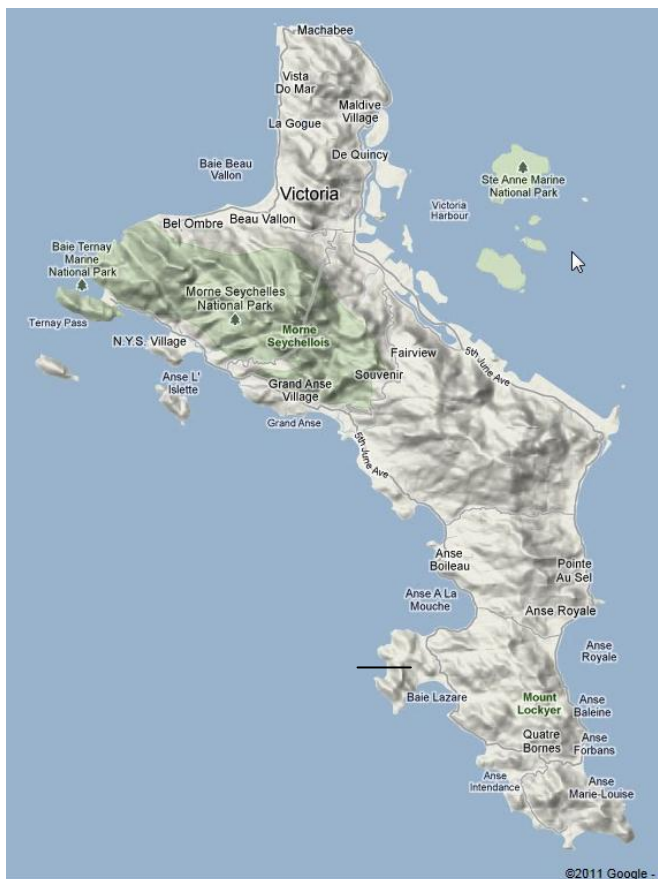 Machabee
Vista
Do Mar
Maldive
Village
La Gogue
De Quincy
Baie Beau
Vallon
Ste Anne Marine
National Park
Victoria
Victoria
Harbour
Bel Ombre
Beau Vallon
Baie Ternay
Marine
National Park
Morne Seychelles
National Park
Ternay Pass
Morne
Seychellois
N.Y.S. Village
Fairview
5th June Ave
Anse L'
Islette
Souvenir
Grand Anse
Village
Grand Anse
5th June Ave
Anse
Boileau
Pointe
Au Sel
Anse A La
Mouche
Anse Royale
Anse
Royale
Baie Lazare
Mount
Lockyer
Anse
Baleine
Quatre
Bornes
Anse
Forbans
Anse
Intendance
Anse
Marie-Louise
©2011 Google -